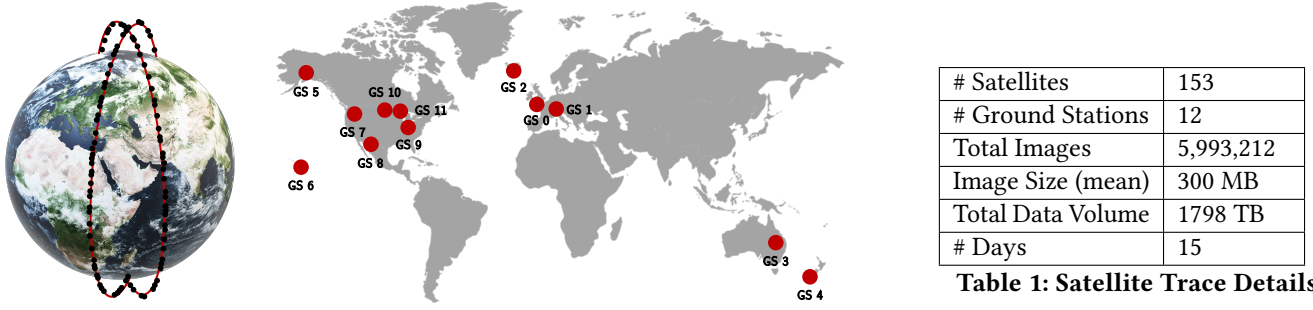 GS 5
GS 10
GS 11
GS 7
GS 9
GS 8
GS 6
GS 2
GS 0
GS 1
GS 3
GS 4
# Satellites 153
# Ground Stations 12
Total Images 5,993,212
Image Size (mean) 300 MB
Total Data Volume 1798 TB
# Days 15
Table 1: Satellite Trace Details